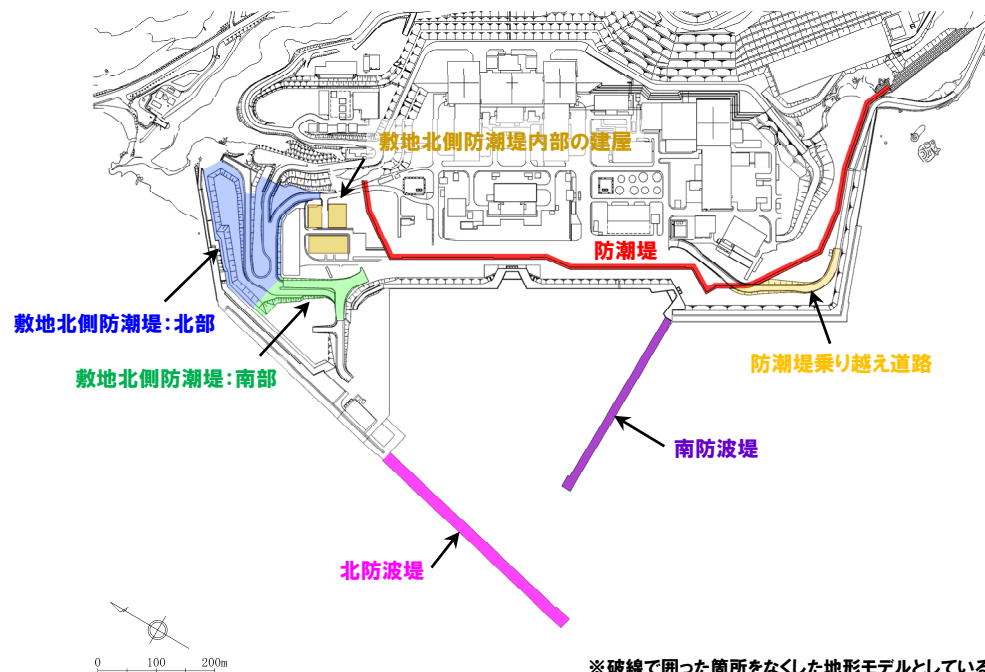 敷地北側防潮堤内部の建屋
防潮堤
敷地北側防潮堤：北部
防潮堤乗り越え道路
敷地北側防潮堤：南部
南防波堤
北防波堤
0 100 200m
※破線で囲った箇所をなくした地形モデルとしている